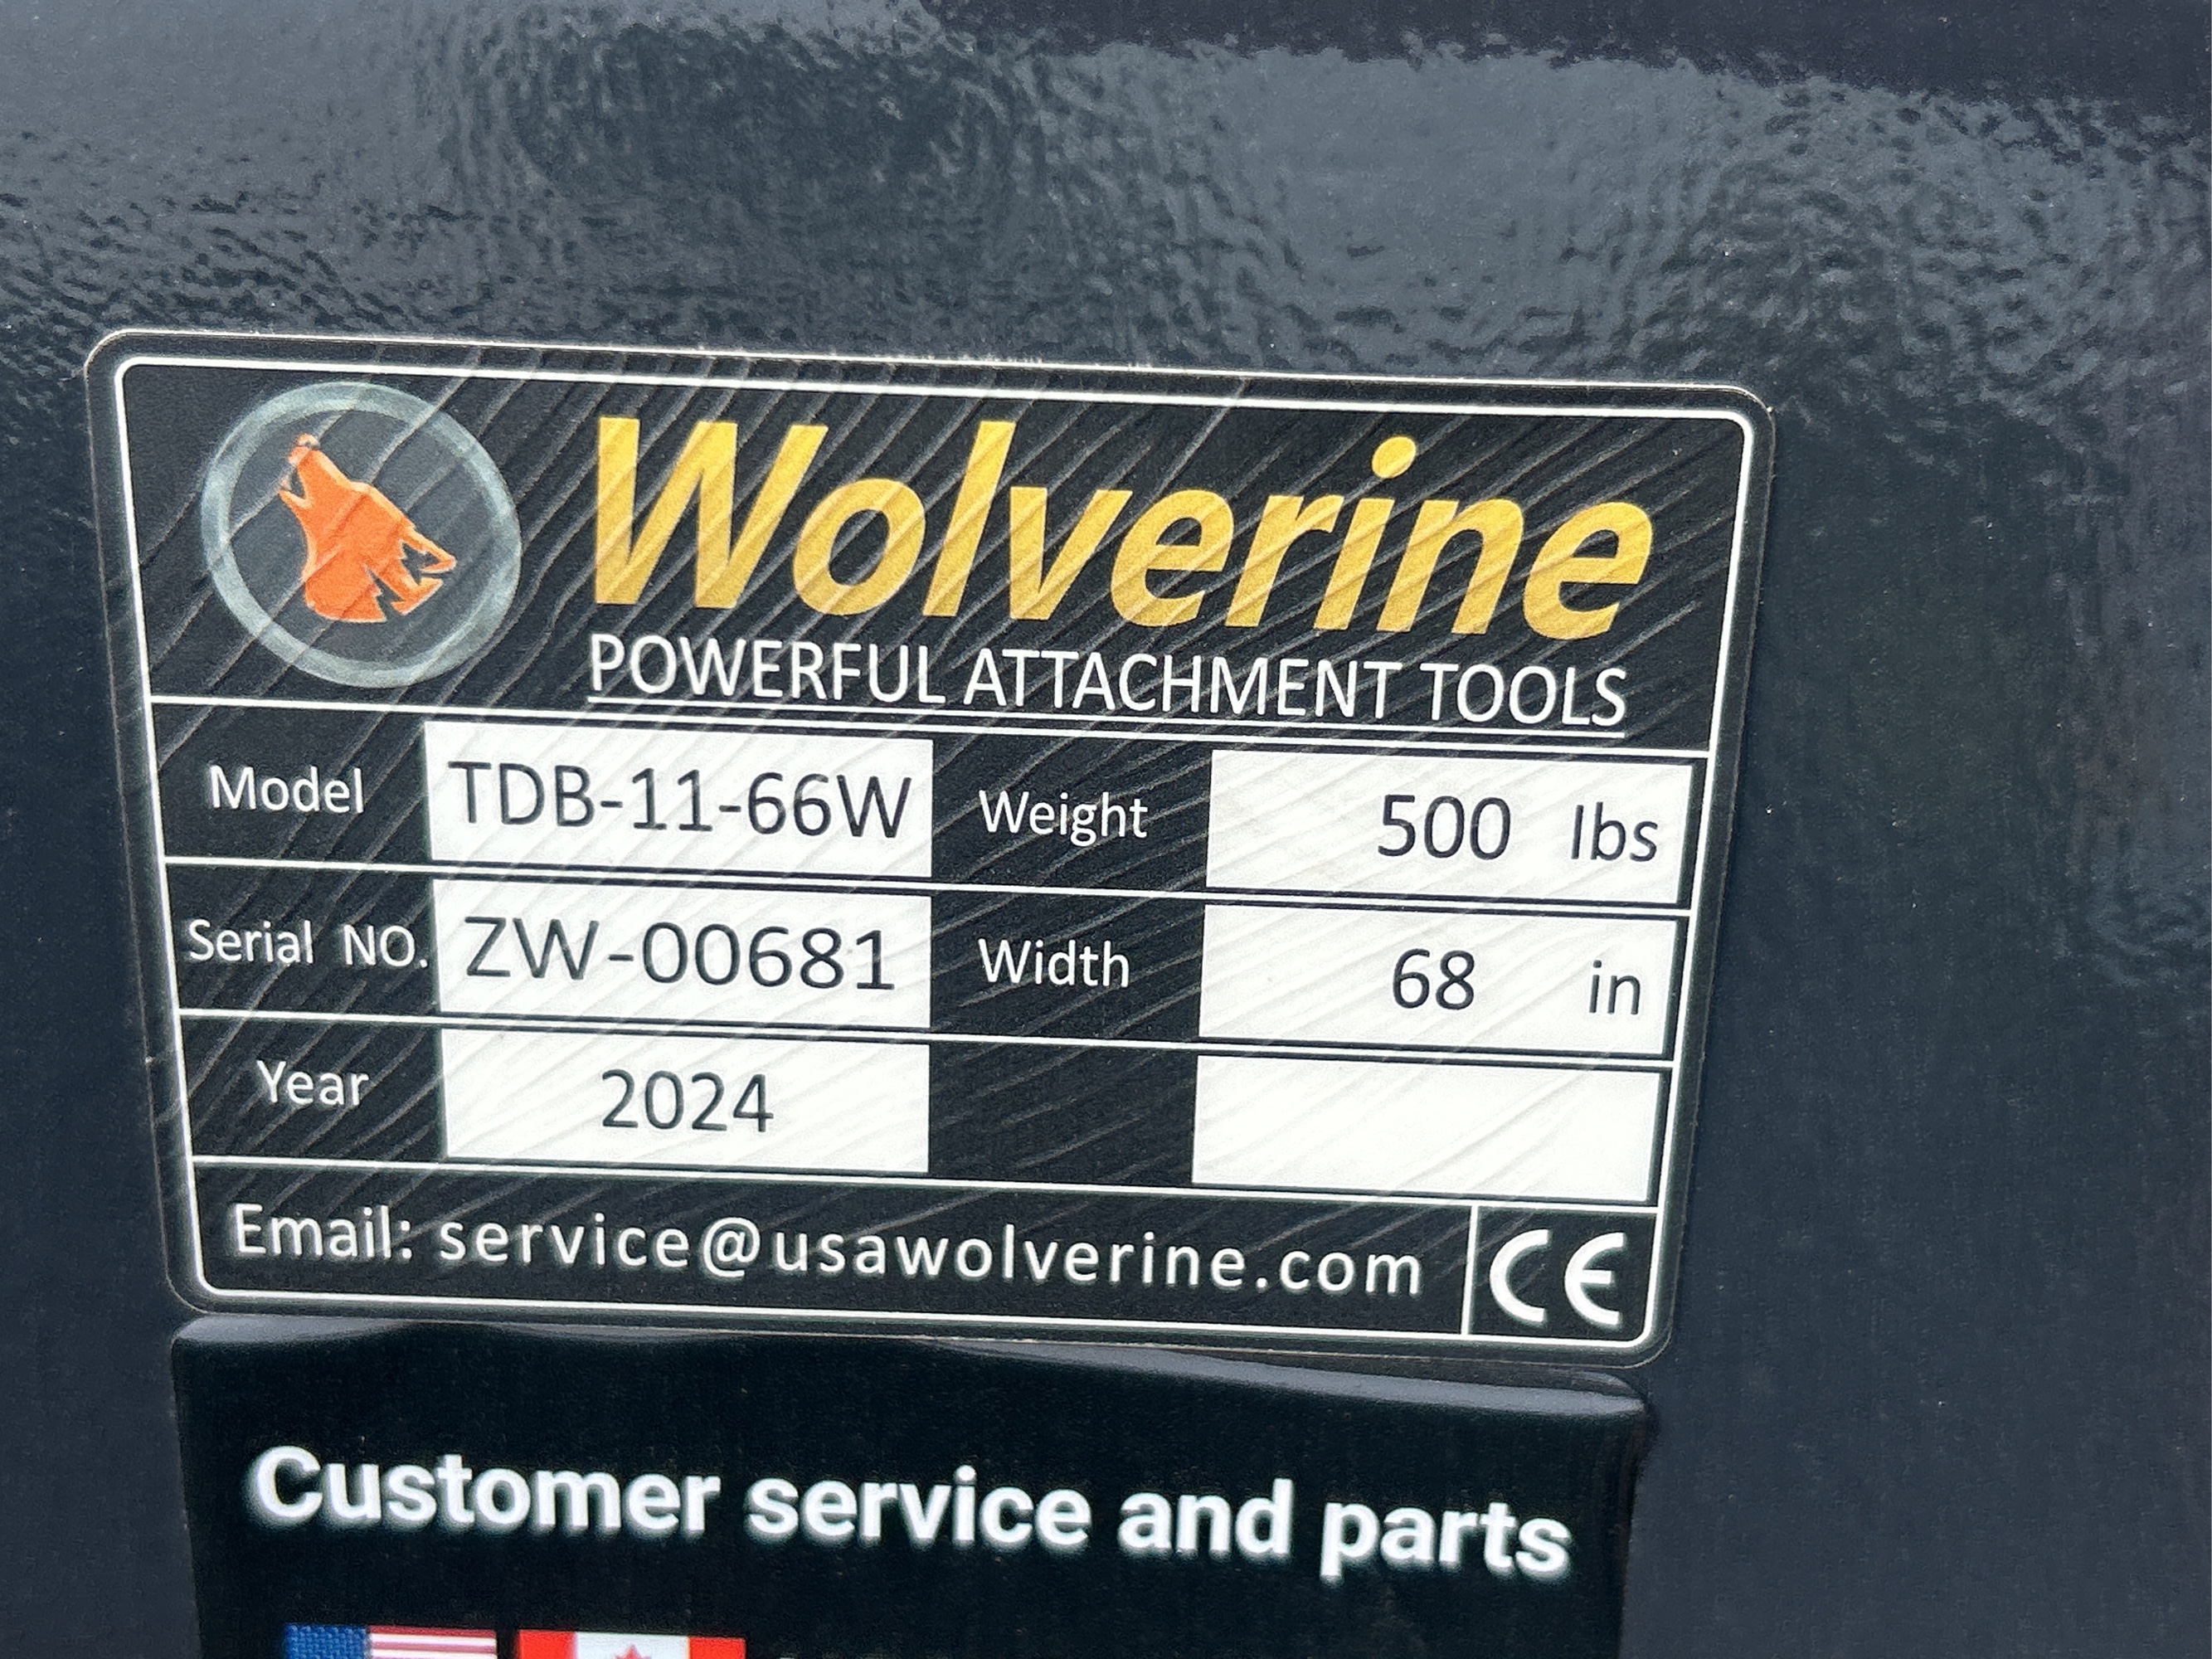 Wolverine
POWERFUL ATTACHMENT TOOLS
Model TDB-11-66W Weight 500 lbs
Serial NO. ZW-00681 Width 68 in
Year 2024
Email: service@usawolverine.com CE
Customer service and parts